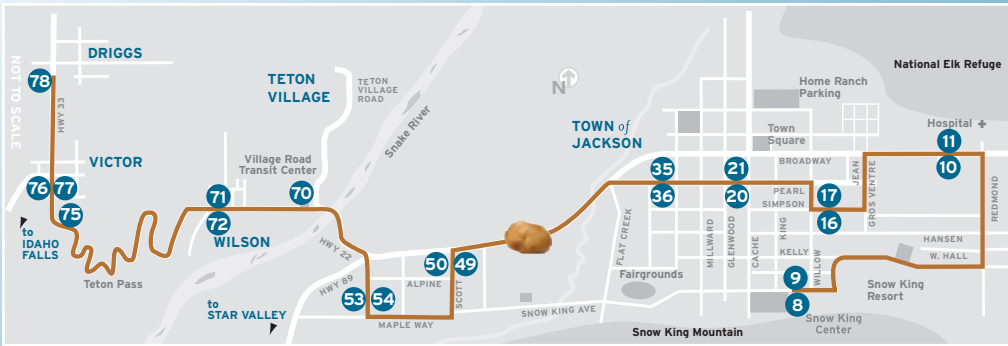 NOT TO SCALE
DRIGGS
78
HWY 33
VICTOR
76
77
75
to
IDAHO
FALLS
Teton Pass
TETON
VILLAGE
TETON
VILLAGE
ROAD
Village Road
Transit Center
70
71
72
WILSON
Snake River
HWY 22
HWY 89
to
STAR VALLEY
53
54
50
49
ALPINE
SCOTT
MAPLE WAY
N
TOWN of
JACKSON
35
36
FLAT CREEK
Fairgrounds
SNOW KING AVE
Snow King Mountain
MILLWARD
GLENWOOD
CACHE
21
20
Home Ranch
Parking
Town
Square
BROADWAY
PEARL
SIMPSON
KING
KELLY
WILLOW
17
16
9
8
Snow King
Center
JEAN
GROS VENTRE
National Elk Refuge
Hospital
11
10
REDMOND
HANSEN
W. HALL
Snow King
Resort